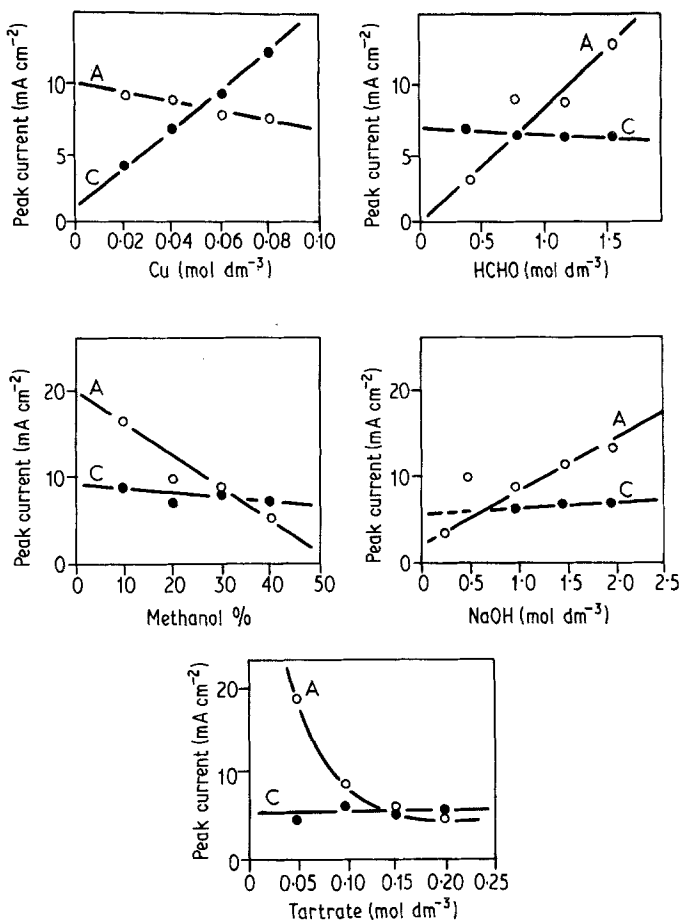 Peak current (mA cm⁻²)
10
5
0
A
C
0 0·02 0·04 0·06 0·08 0·10
Cu (mol dm⁻³)
Peak current (mA cm⁻²)
10
5
0
A
C
0 0·5 1·0 1·5
HCHO (mol dm⁻³)
Peak current (mA cm⁻²)
20
10
0
A
C
0 10 20 30 40 50
Methanol %
Peak current (mA cm⁻²)
20
10
0
A
C
0 0·5 1·0 1·5 2·0 2·5
NaOH (mol dm⁻³)
Peak current (mA cm⁻²)
20
10
0
A
C
0 0·05 0·10 0·15 0·20 0·25
Tartrate (mol dm⁻³)